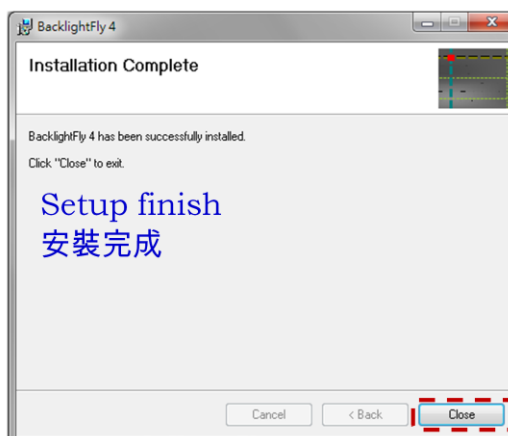 BacklightFly 4
Installation Complete
BacklightFly 4 has been successfully installed.
Click "Close" to exit.
Setup finish
安裝完成
Cancel
< Back
Close